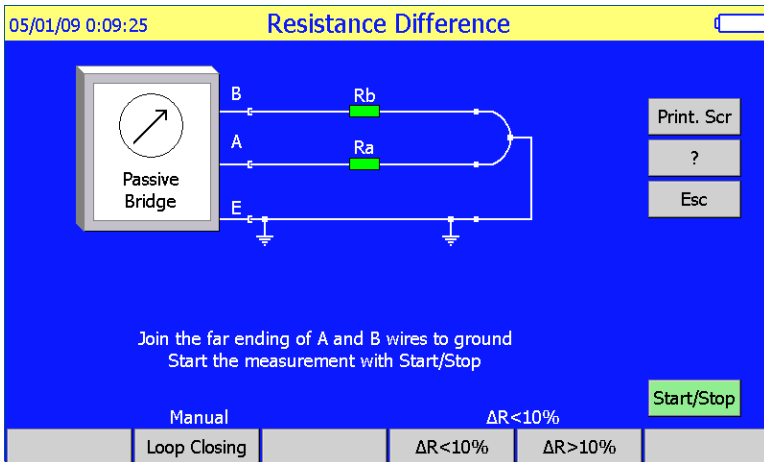 05/01/09 0:09:25
Resistance Difference
B
Rb
A
Ra
Passive
Bridge
E
Print. Scr
?
Esc
Join the far ending of A and B wires to ground
Start the measurement with Start/Stop
Start/Stop
Manual
ΔR<10%
Loop Closing
ΔR<10%
ΔR>10%